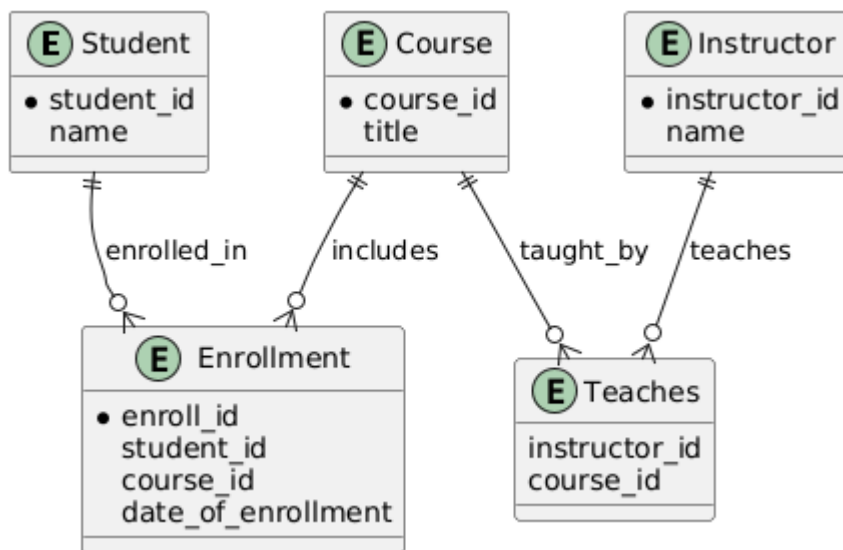 E Student
• student_id
name
E Course
• course_id
title
E Instructor
• instructor_id
name
enrolled_in
includes
taught_by
teaches
E Enrollment
• enroll_id
student_id
course_id
date_of_enrollment
E Teaches
instructor_id
course_id